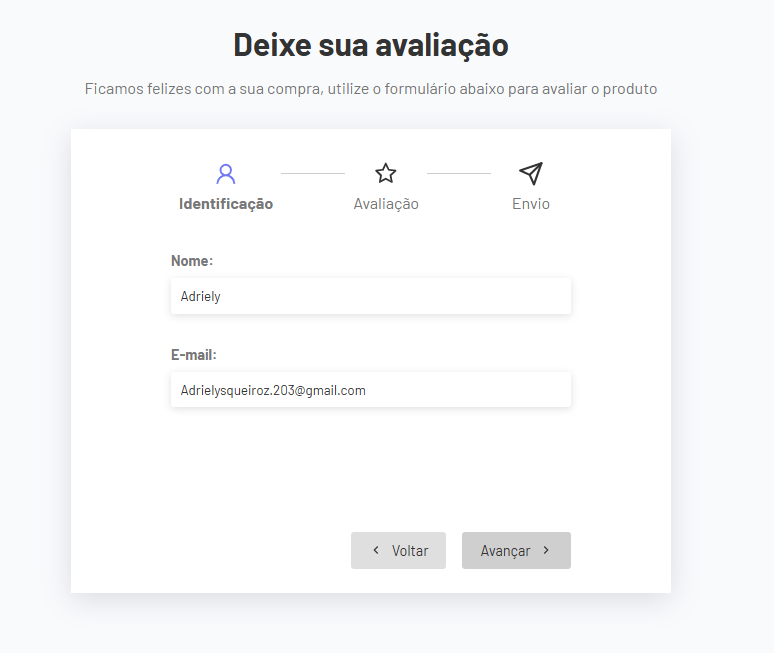 Deixe sua avaliação
Ficamos felizes com a sua compra, utilize o formulário abaixo para avaliar o produto
Identificação Avaliação Envio
Nome:
Adriely
E-mail:
Adrielysqueiroz.203@gmail.com
Voltar Avançar